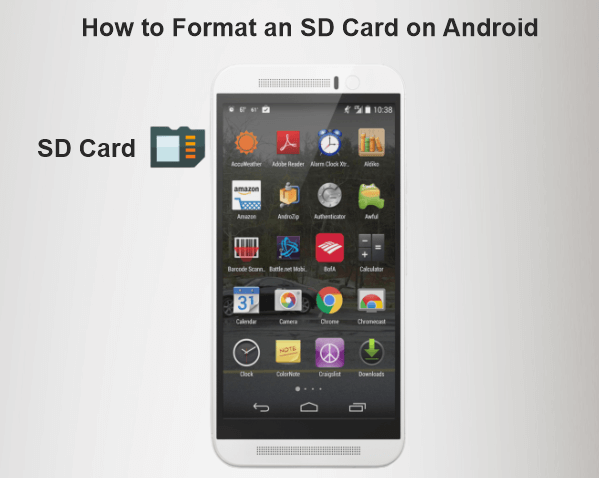 How to Format an SD Card on Android
10:38
SD Card
AccuWeather Adobe Reader Alarm Clock Xtr... Aldiko
amazon
Amazon AndroZip Authenticator Awful
Barcode Scann... Battle.net Mobi... BofA Calculator
31
Calendar Camera Chrome Chromecast
NOTE
Clock ColorNote Craigslist Downloads